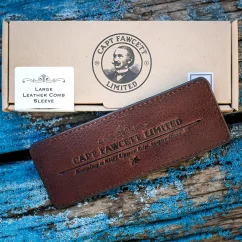 CAPT FAWCETT
LIMITED
LARGE
LEATHER COMB
SLEEVE
CAPT FAWCETT LIMITED